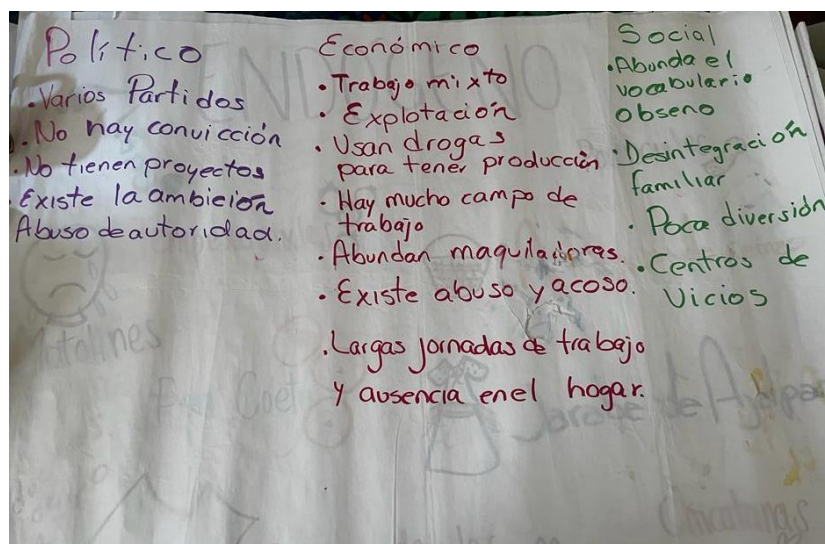 Político
. Varios Partidos
. No hay convicción
. No tienen proyectos
. Existe la ambición
Abuso de autoridad.
Económico
. Trabajo mixto
. Explotación
. Usan drogas
para tener producción
. Hay mucho campo de
trabajo
. Abundan maquiladoras.
. Existe abuso y acoso.
. Largas jornadas de trabajo
y ausencia en el hogar.
Social
. Abunda el
vocabulario
obseno
. Desintegración
familiar
. Poca diversión
. Centros de
Vicios
ENDOGENO